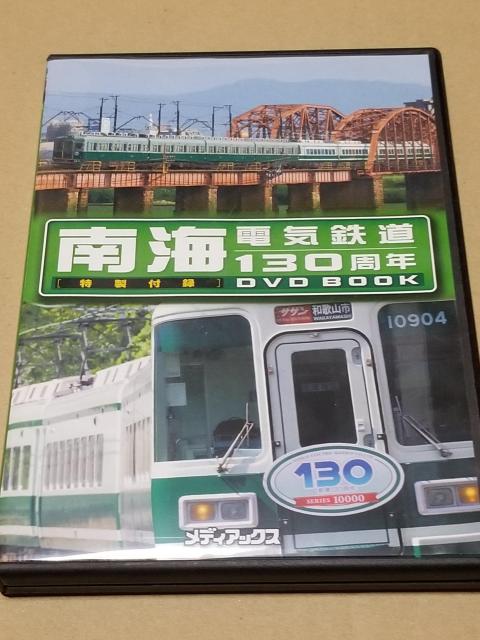 南海電気鉄道
130周年
[特製付録] DVD BOOK
サザン 和歌山市
WAKAYAMASHI
10904
130
SERIES 10000
メディアックス